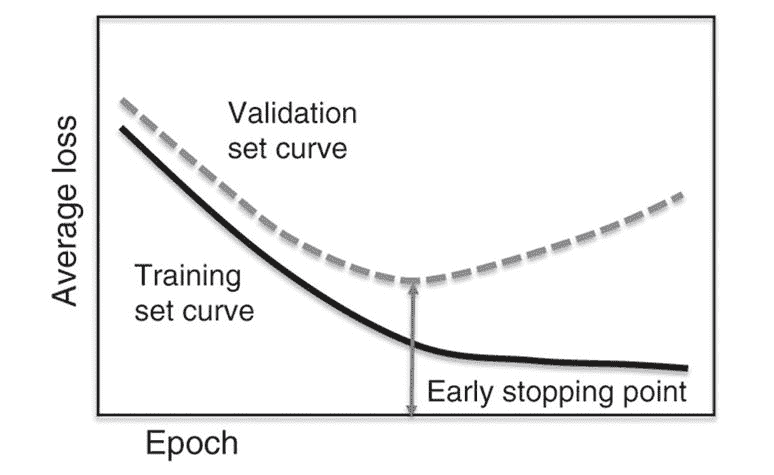 Validation
set curve
Average loss
Training
set curve
Early stopping point
Epoch